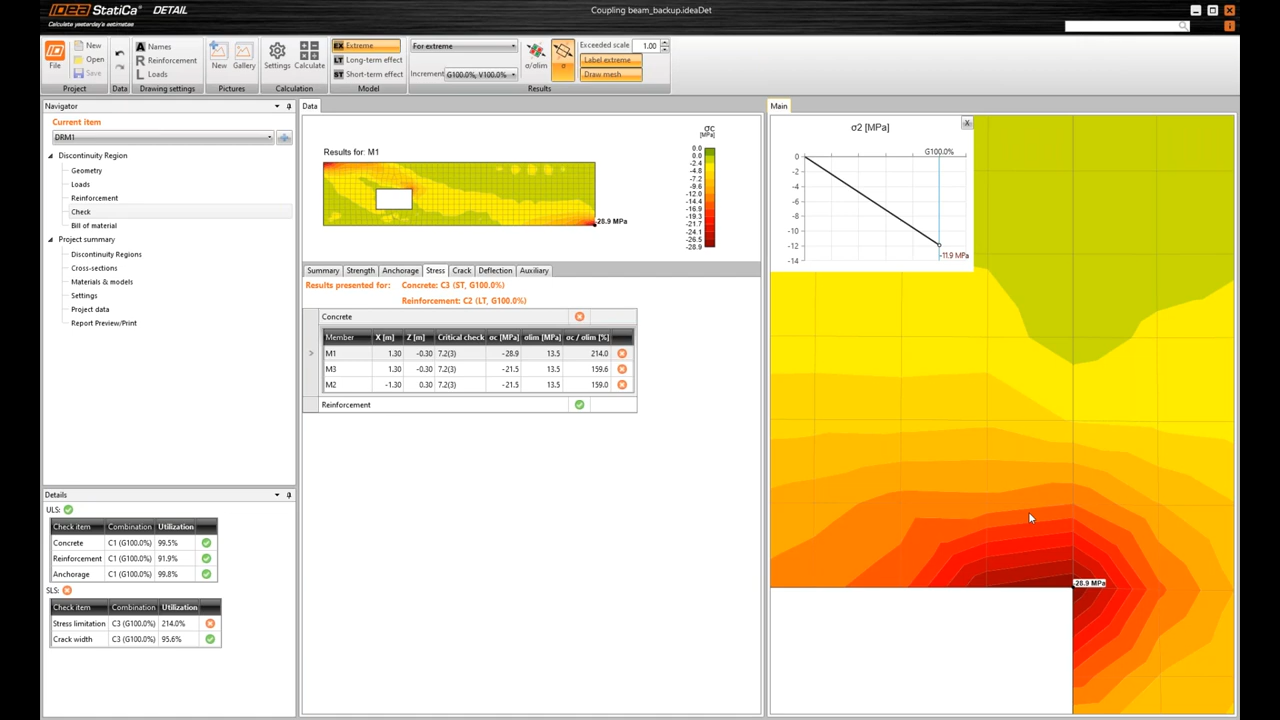 IDEA StatiCa® DETAIL
Calculate yesterday's estimates
Coupling beam_backup.ideaDet
File
New
Open
Save
Project
Data
A Names
R Reinforcement
L Loads
Drawing settings
New
Gallery
Pictures
Settings
Calculate
Calculation
EX Extreme
LT Long-term effect
ST Short-term effect
Model
For extreme
Increment G100.0%, V100.0%
σ/σlim
σ
Exceeded scale 1.00
Label extreme
Draw mesh
Results
Navigator
Current item
DRM1
Discontinuity Region
Geometry
Loads
Reinforcement
Check
Bill of material
Project summary
Discontinuity Regions
Cross-sections
Materials & models
Settings
Project data
Report Preview/Print
Details
ULS:
Check item Combination Utilization
Concrete C1 (G100.0%) 99.5%
Reinforcement C1 (G100.0%) 91.9%
Anchorage C1 (G100.0%) 99.8%
SLS:
Check item Combination Utilization
Stress limitation C3 (G100.0%) 214.0%
Crack width C3 (G100.0%) 95.6%
Data
Results for: M1
-28.9 MPa
σc
[MPa]
0.0
0.0
-2.4
-4.8
-7.2
-9.6
-12.0
-14.4
-16.9
-19.3
-21.7
-24.1
-26.5
-28.9
Summary Strength Anchorage Stress Crack Deflection Auxiliary
Results presented for: Concrete: C3 (ST, G100.0%)
Reinforcement: C2 (LT, G100.0%)
Concrete
Member X [m] Z [m] Critical check σc [MPa] σlim [MPa] σc / σlim [%]
M1 1.30 -0.30 7.2(3) -28.9 13.5 214.0
M3 1.30 -0.30 7.2(3) -21.5 13.5 159.6
M2 -1.30 0.30 7.2(3) -21.5 13.5 159.0
Reinforcement
Main
σ2 [MPa]
X
G100.0%
0
-2
-4
-6
-8
-10
-12
-14
-11.9 MPa
-28.9 MPa